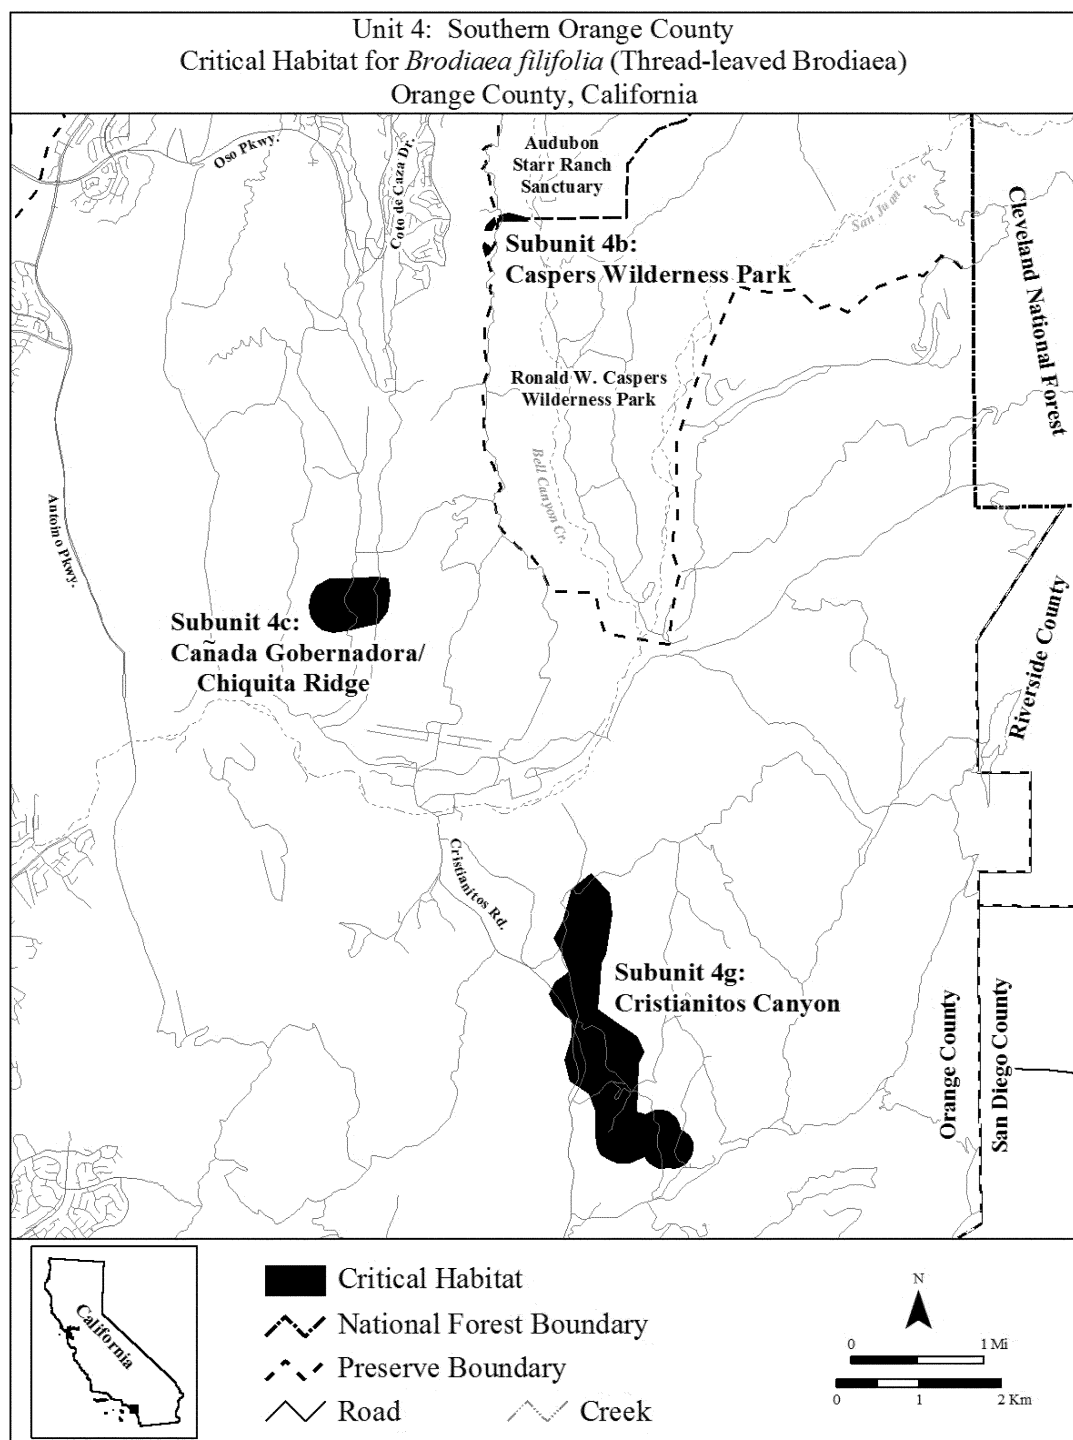 Unit 4: Southern Orange County
Critical Habitat for Brodiaea filifolia (Thread-leaved Brodiaea)
Orange County, California
Oso Pkwy.
Coto de Caza Dr.
Audubon
Starr Ranch
Sanctuary
San Juan Cr.
Cleveland National Forest
Subunit 4b:
Caspers Wilderness Park
Ronald W. Caspers
Wilderness Park
Bell Canyon Cr.
Antoino Pkwy.
Subunit 4c:
Cañada Gobernadora/
Chiquita Ridge
Riverside County
Cristianitos Rd.
Subunit 4g:
Cristianitos Canyon
Orange County
San Diego County
California
Critical Habitat
National Forest Boundary
Preserve Boundary
Road
Creek
N
0 1 Mi
0 1 2 Km